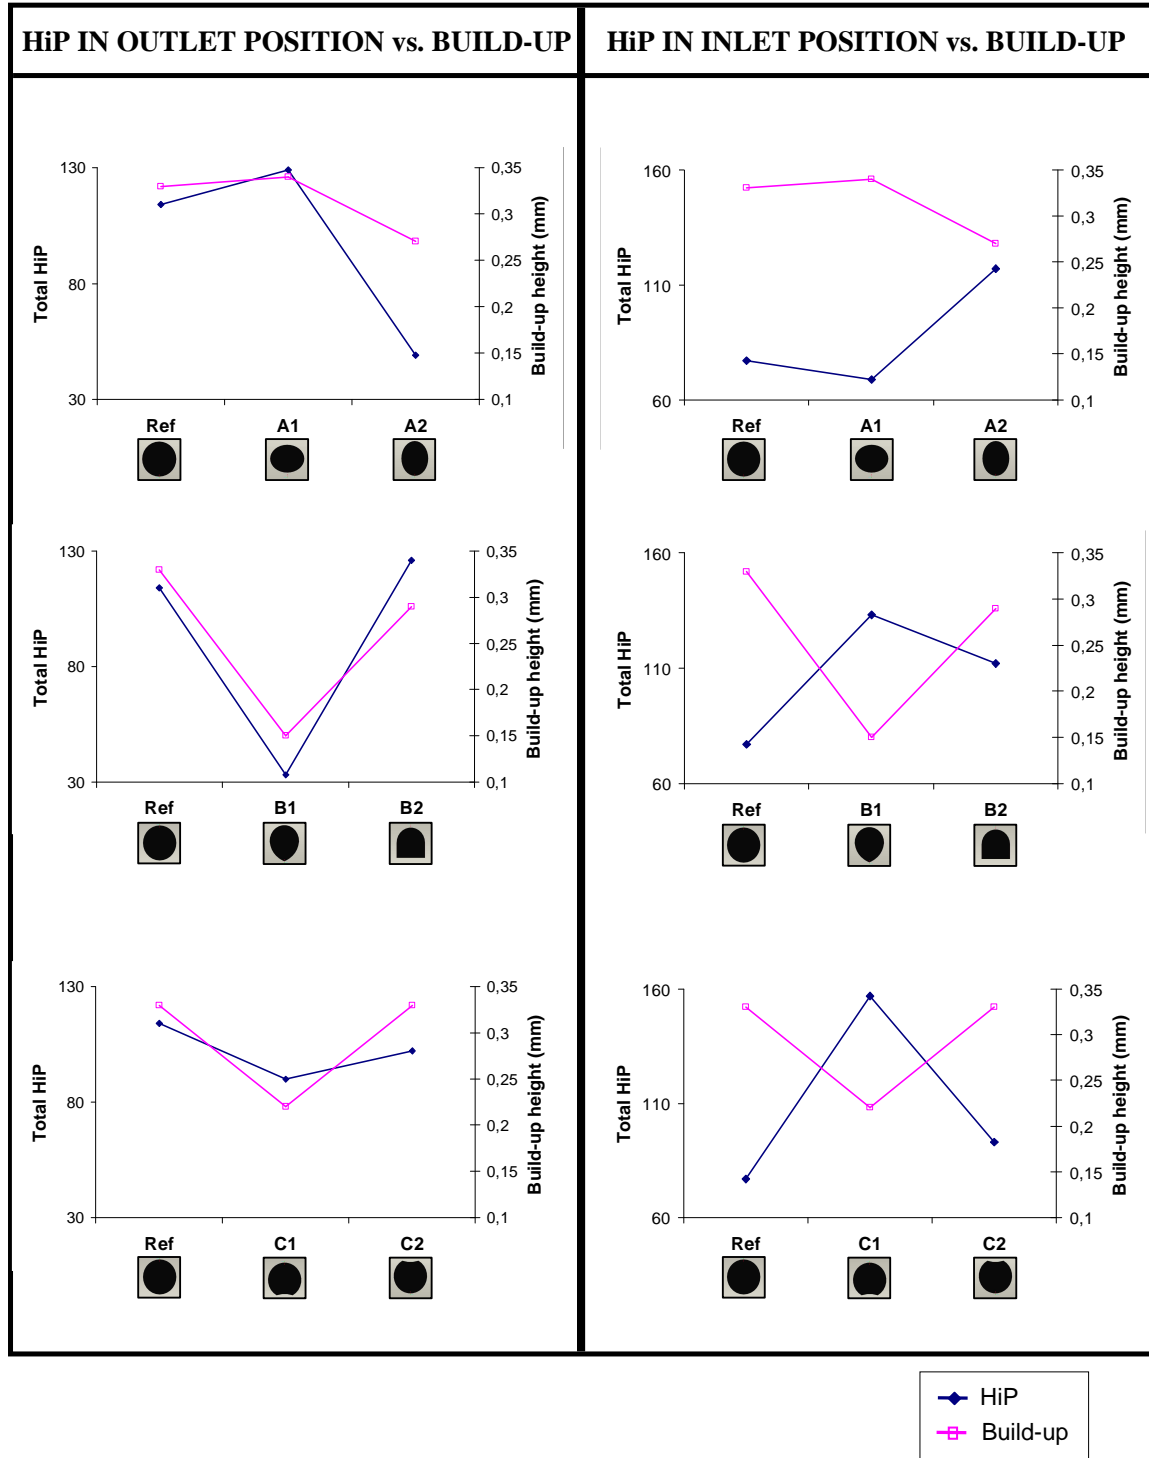 HiP IN OUTLET POSITION vs. BUILD-UP
HiP IN INLET POSITION vs. BUILD-UP
130
80
30
Total HiP
0,35
0,3
0,25
0,2
0,15
0,1
Build-up height (mm)
Ref A1 A2
160
110
60
Total HiP
0,35
0,3
0,25
0,2
0,15
0,1
Build-up height (mm)
Ref A1 A2
130
80
30
Total HiP
0,35
0,3
0,25
0,2
0,15
0,1
Build-up height (mm)
Ref B1 B2
160
110
60
Total HiP
0,35
0,3
0,25
0,2
0,15
0,1
Build-up height (mm)
Ref B1 B2
130
80
30
Total HiP
0,35
0,3
0,25
0,2
0,15
0,1
Build-up height (mm)
Ref C1 C2
160
110
60
Total HiP
0,35
0,3
0,25
0,2
0,15
0,1
Build-up height (mm)
Ref C1 C2
HiP
Build-up